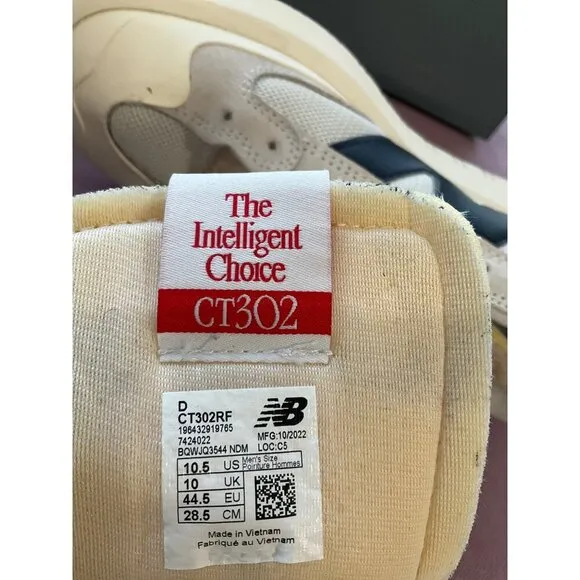 The
Intelligent
Choice
CT302
D
CT302RF
196432919765
7424022
BQWJQ3544 NDM
NB
MFG:10/2022
LOC:C5
10.5 US Men's Size
Pointure Hommes
10 UK
44.5 EU
28.5 CM
Made in Vietnam
Fabriqué au Vietnam